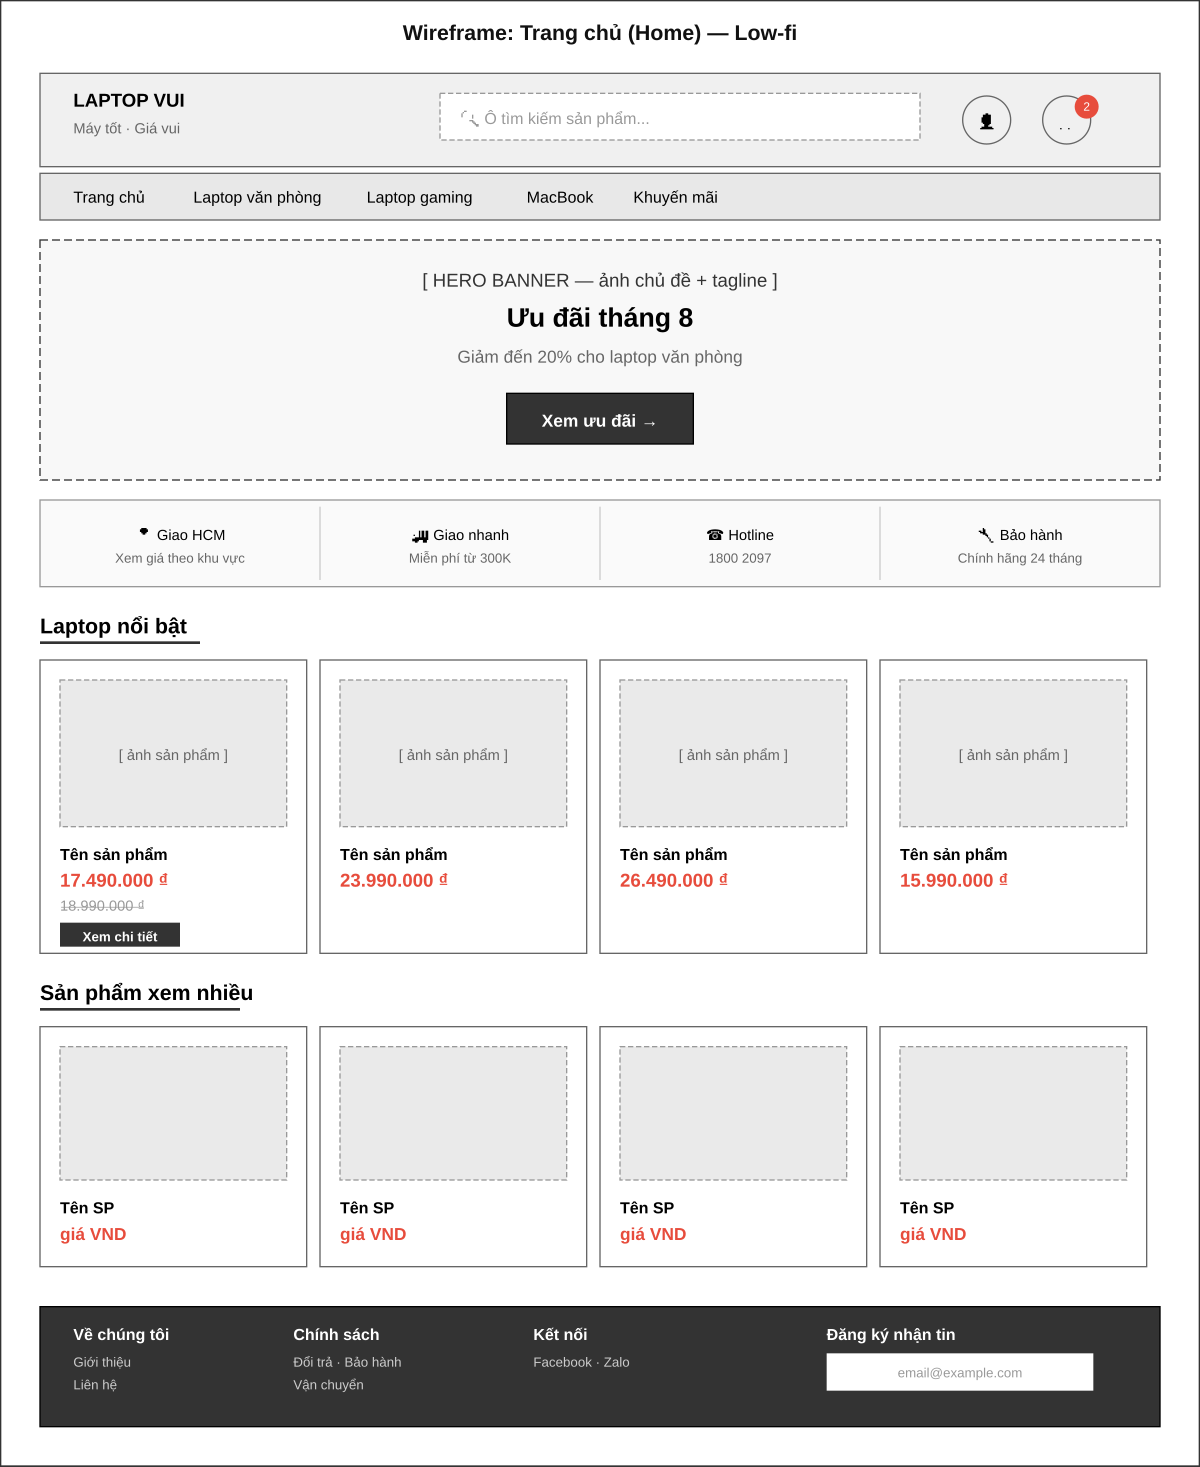 Wireframe: Trang chủ (Home) — Low-fi
LAPTOP VUI
Máy tốt · Giá vui
Ô tìm kiếm sản phẩm...
2
Trang chủ Laptop văn phòng Laptop gaming MacBook Khuyến mãi
[ HERO BANNER — ảnh chủ đề + tagline ]
Ưu đãi tháng 8
Giảm đến 20% cho laptop văn phòng
Xem ưu đãi →
Giao HCM
Xem giá theo khu vực
Giao nhanh
Miễn phí từ 300K
☎ Hotline
1800 2097
Bảo hành
Chính hãng 24 tháng
Laptop nổi bật
[ ảnh sản phẩm ]
Tên sản phẩm
17.490.000 ₫
18.990.000 ₫
Xem chi tiết
[ ảnh sản phẩm ]
Tên sản phẩm
23.990.000 ₫
[ ảnh sản phẩm ]
Tên sản phẩm
26.490.000 ₫
[ ảnh sản phẩm ]
Tên sản phẩm
15.990.000 ₫
Sản phẩm xem nhiều
Tên SP
giá VND
Tên SP
giá VND
Tên SP
giá VND
Tên SP
giá VND
Về chúng tôi
Giới thiệu
Liên hệ
Chính sách
Đổi trả · Bảo hành
Vận chuyển
Kết nối
Facebook · Zalo
Đăng ký nhận tin
email@example.com